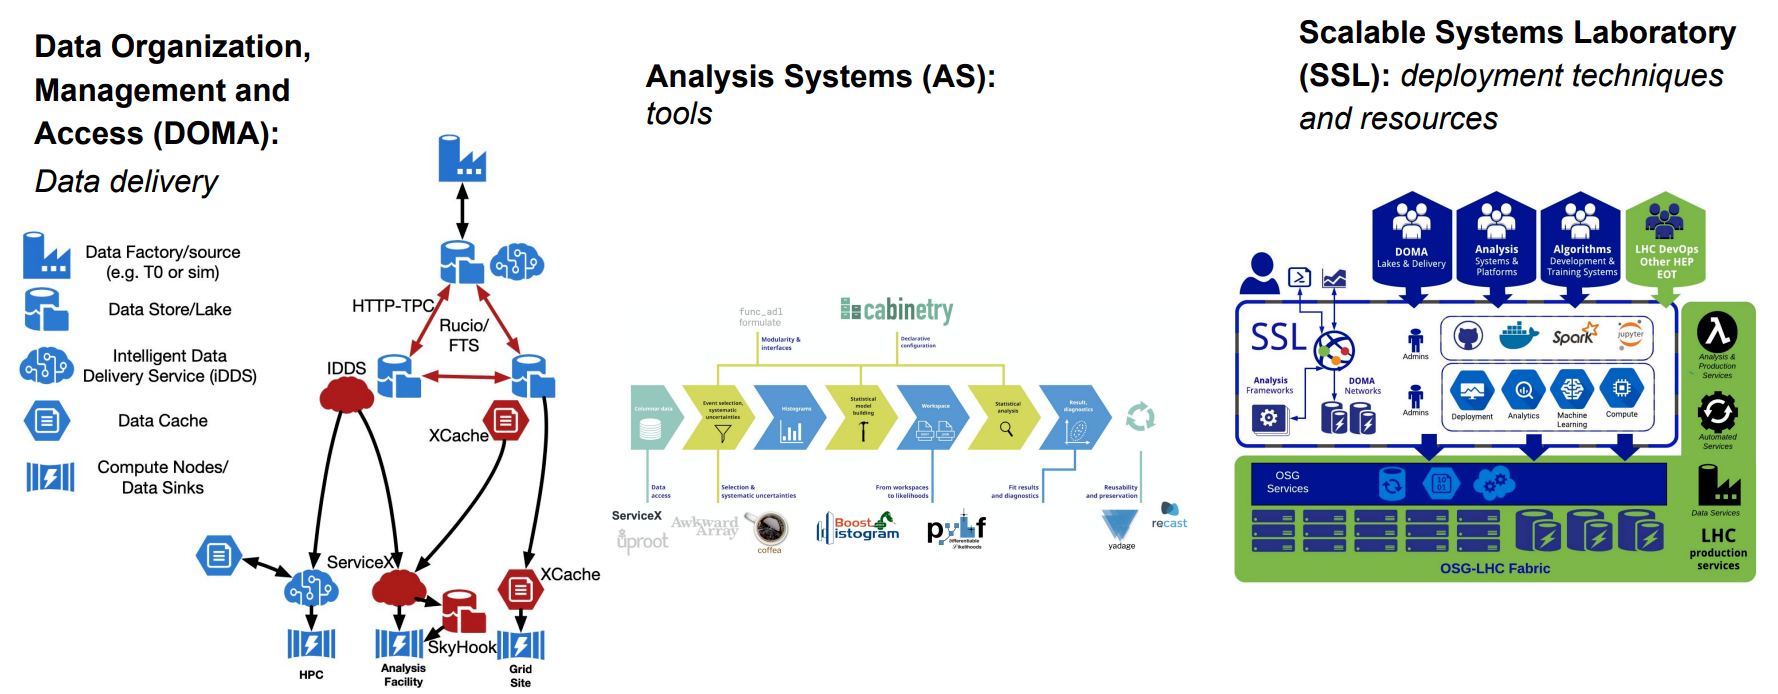 Data Organization,
Management and
Access (DOMA):
Data delivery
Data Factory/source
(e.g. T0 or sim)
Data Store/Lake
Intelligent Data
Delivery Service (iDDS)
Data Cache
Compute Nodes/
Data Sinks
HTTP-TPC
Rucio/
FTS
IDDS
XCache
ServiceX
XCache
SkyHook
HPC
Analysis
Facility
Grid
Site
Analysis Systems (AS):
tools
func_adl
formulate
cabinetry
Modularity &
interfaces
Declarative
configuration
Columnar data
Event selection,
systematic
uncertainties
Histograms
Statistical
model
building
Workspace
Statistical
analysis
Result,
diagnostics
Data
access
Selection &
systematic uncertainties
From workspaces
to likelihoods
Fit results
and diagnostics
Reusability
and preservation
ServiceX
uproot
Awkward
Array
coffea
Boost
Histogram
pyhf
differentiable
likelihoods
yadage
recast
Scalable Systems Laboratory
(SSL): deployment techniques
and resources
DOMA
Lakes & Delivery
Analysis
Systems &
Platforms
Algorithms
Development &
Training Systems
LHC DevOps
Other HEP
EOT
SSL
Analysis
Frameworks
DOMA
Networks
Admins
Spark
jupyter
Admins
Deployment
Analytics
Machine
Learning
Compute
λ
Analysis &
Production
Services
Automated
Services
Data Services
LHC
production
services
OSG
Services
10
01
OSG-LHC Fabric